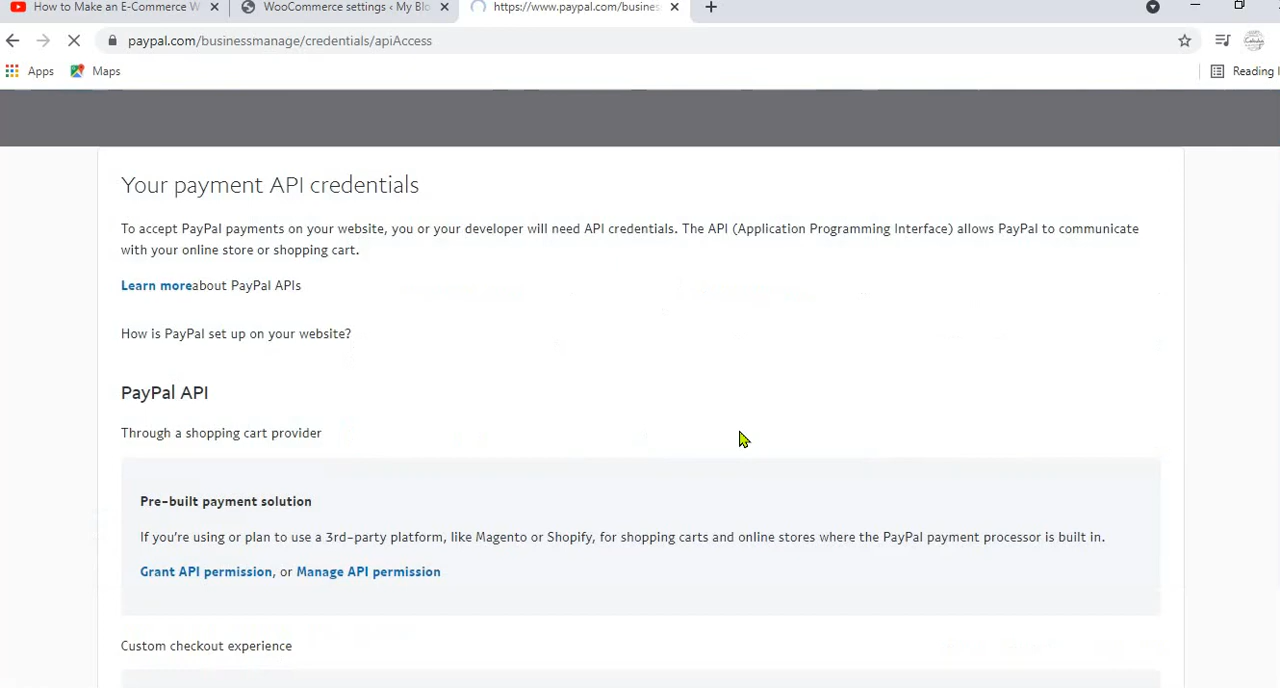 How to Make an E-Commerce W
WooCommerce settings ‹ My Blo
https://www.paypal.com/busines
paypal.com/businessmanage/credentials/apiAccess
Apps
Maps
Reading l
Your payment API credentials
To accept PayPal payments on your website, you or your developer will need API credentials. The API (Application Programming Interface) allows PayPal to communicate
with your online store or shopping cart.
Learn moreabout PayPal APIs
How is PayPal set up on your website?
PayPal API
Through a shopping cart provider
Pre-built payment solution
If you're using or plan to use a 3rd-party platform, like Magento or Shopify, for shopping carts and online stores where the PayPal payment processor is built in.
Grant API permission, or Manage API permission
Custom checkout experience